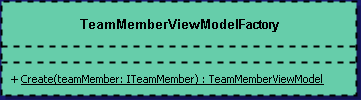 TeamMemberViewModelFactory
+ Create(teamMember: ITeamMember) : TeamMemberViewModel